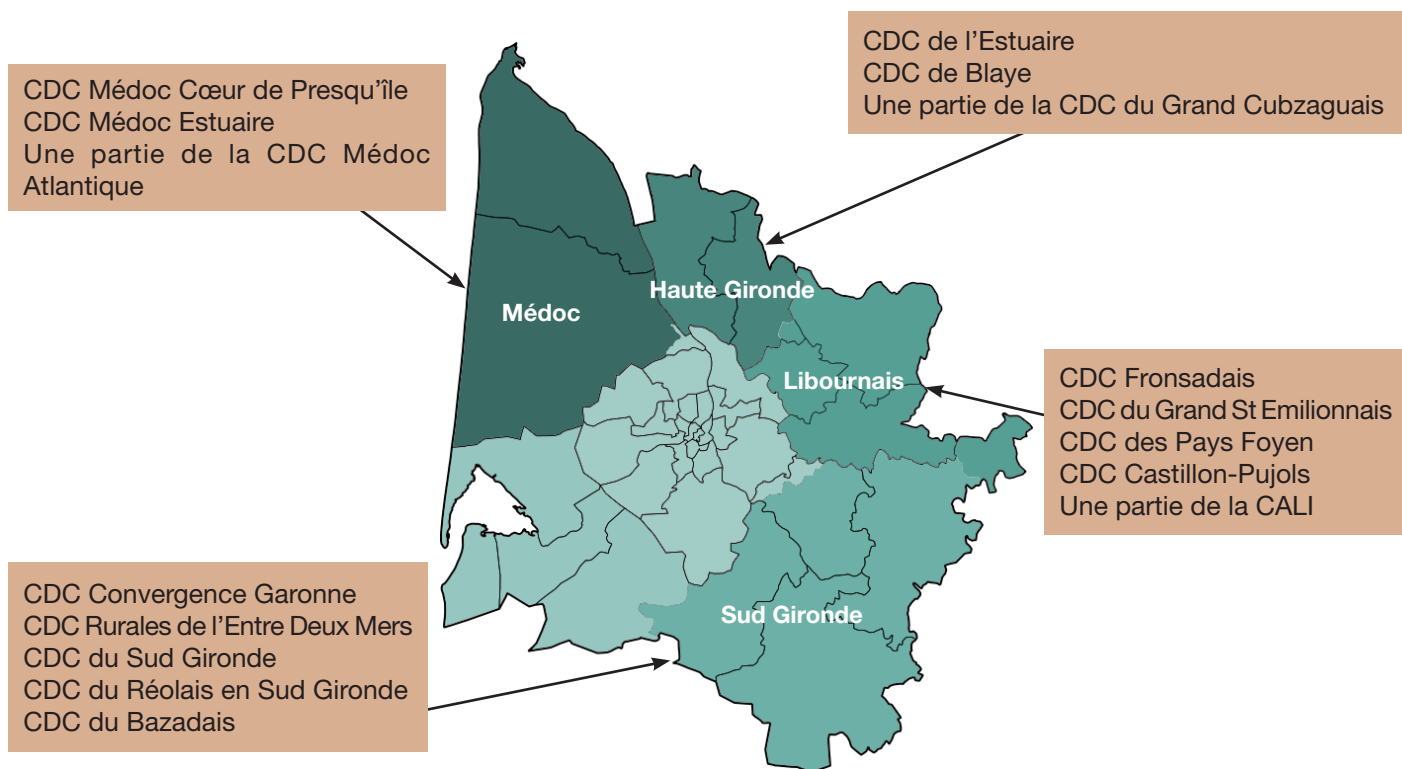 CDC de l'Estuaire
CDC de Blaye
Une partie de la CDC du Grand Cubzaguais
CDC Médoc Cœur de Presqu'île
CDC Médoc Estuaire
Une partie de la CDC Médoc
Atlantique
Haute Gironde
Médoc
Libournais
CDC Fronsadais
CDC du Grand St Emilionnais
CDC des Pays Foyen
CDC Castillon-Pujols
Une partie de la CALI
CDC Convergence Garonne
CDC Rurales de l'Entre Deux Mers
CDC du Sud Gironde
CDC du Réolais en Sud Gironde
CDC du Bazadais
Sud Gironde